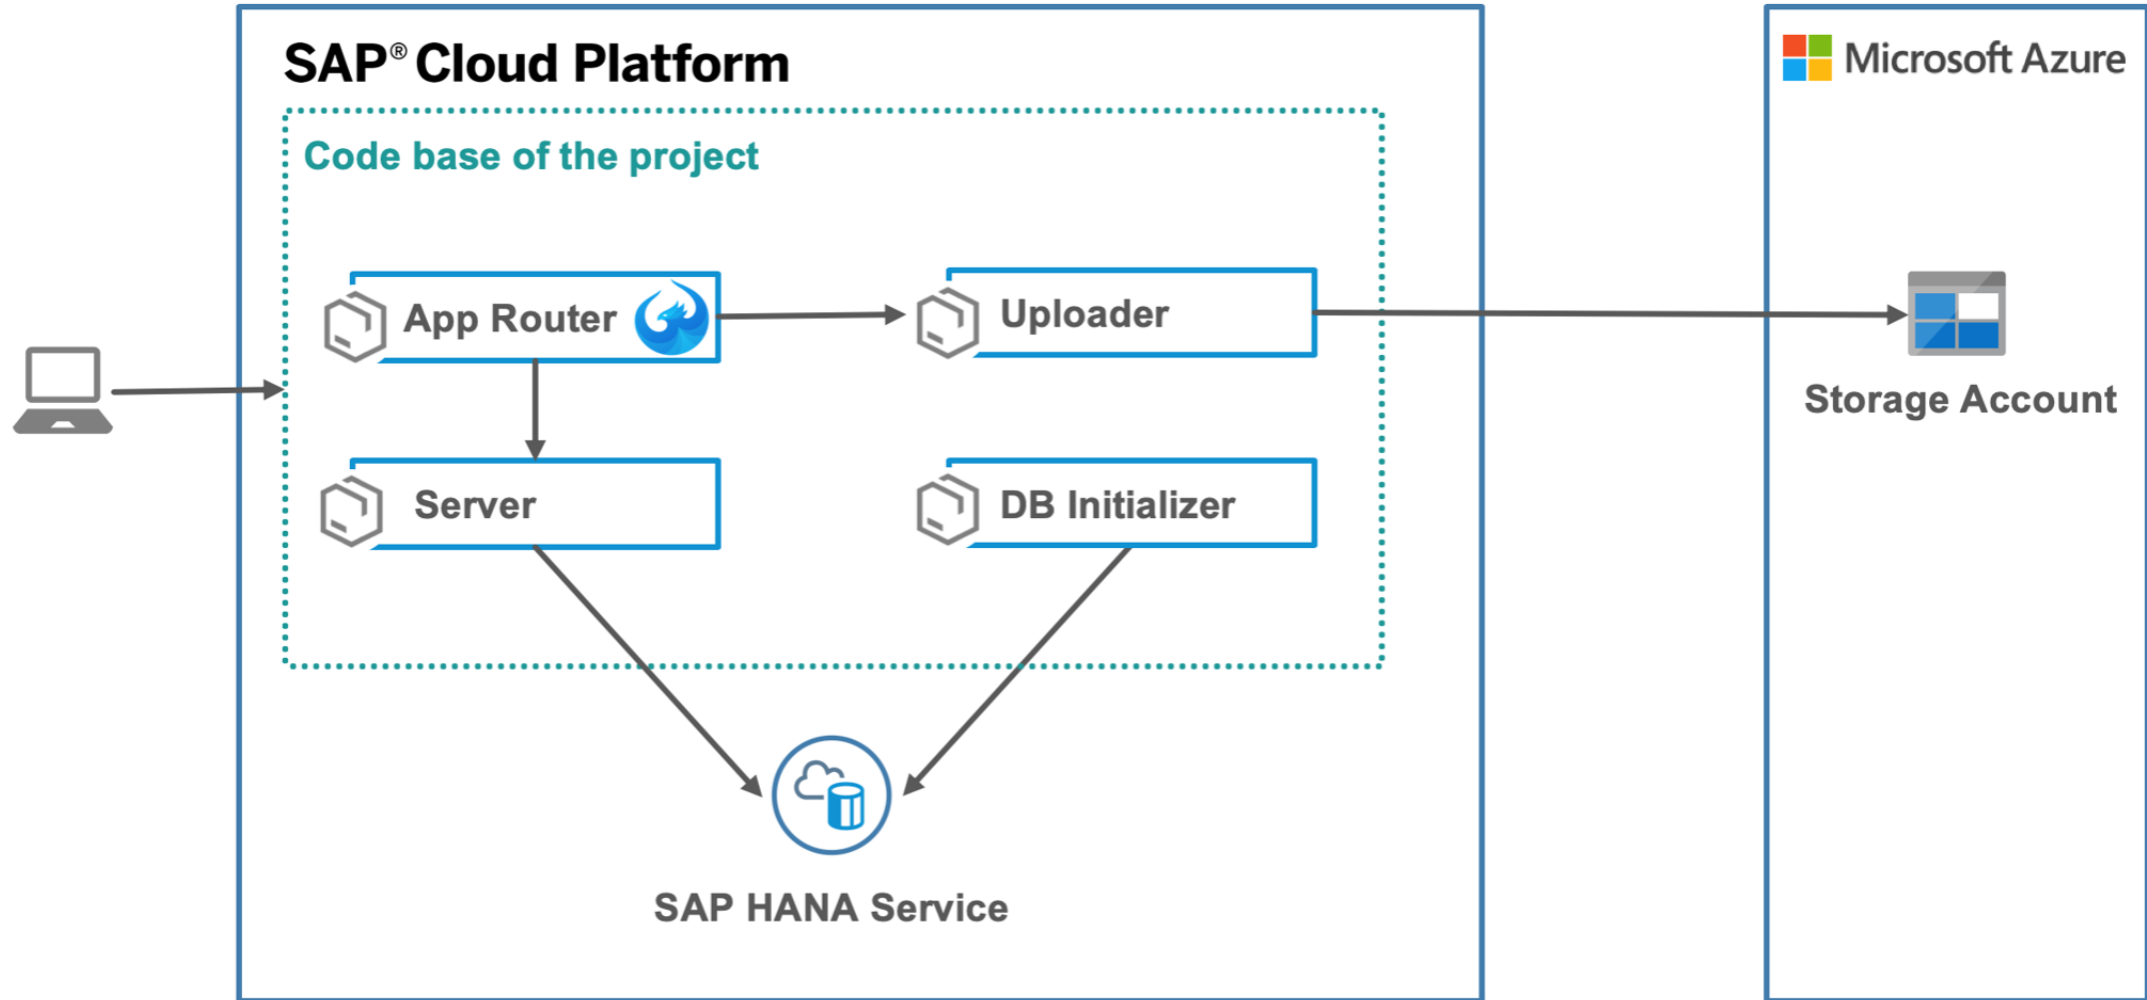 SAP® Cloud Platform
Microsoft Azure
Code base of the project
App Router
Uploader
Storage Account
Server
DB Initializer
SAP HANA Service